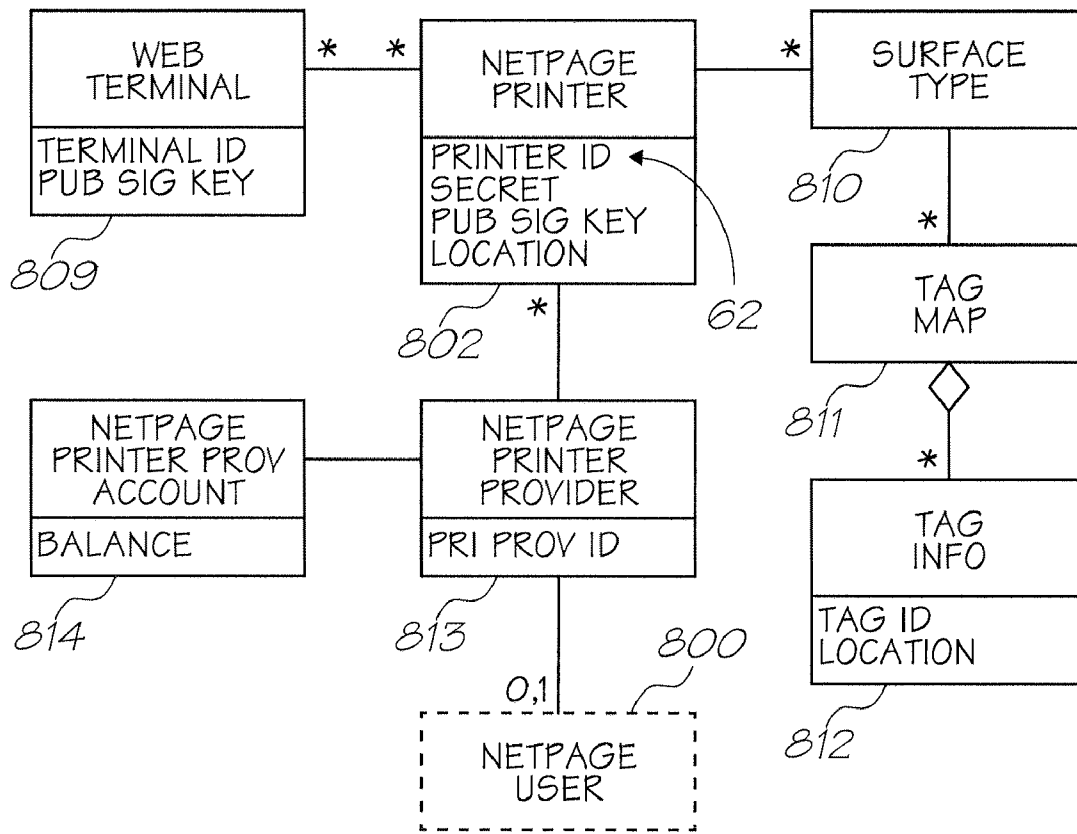 WEB
TERMINAL
TERMINAL ID
PUB SIG KEY
809
*
*
NETPAGE
PRINTER
PRINTER ID
SECRET
PUB SIG KEY
LOCATION
802
62
*
*
SURFACE
TYPE
810
*
TAG
MAP
811
*
TAG
INFO
TAG ID
LOCATION
812
NETPAGE
PRINTER PROV
ACCOUNT
BALANCE
814
NETPAGE
PRINTER
PROVIDER
PRI PROV ID
813
0,1
800
NETPAGE
USER